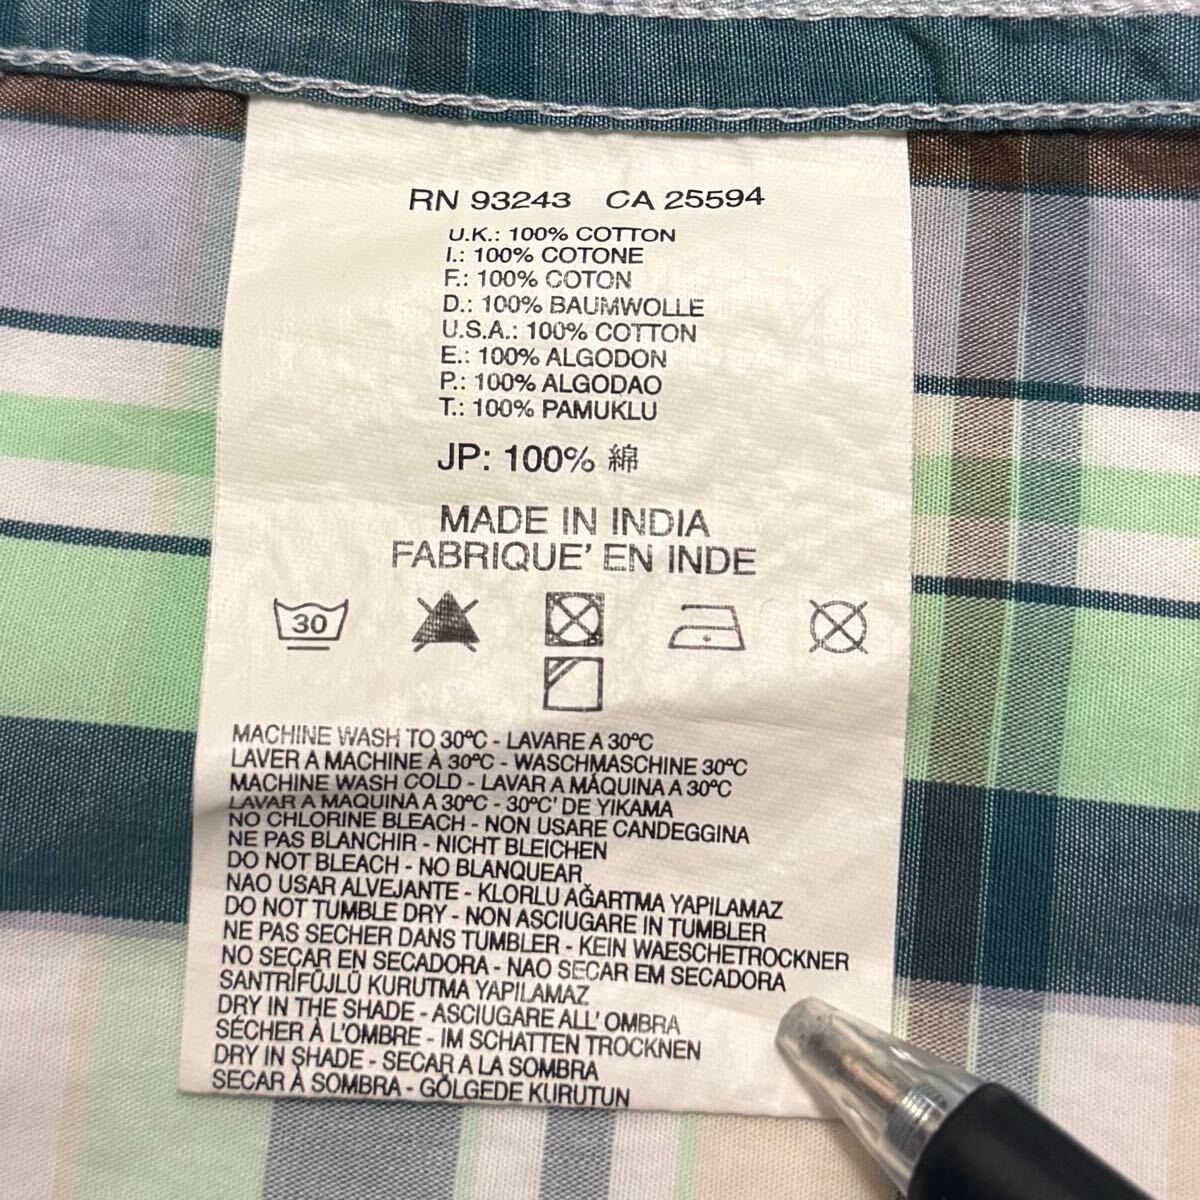 RN 93243 CA 25594
U.K.: 100% COTTON
I.: 100% COTONE
F.: 100% COTON
D.: 100% BAUMWOLLE
U.S.A.: 100% COTTON
E.: 100% ALGODON
P.: 100% ALGODAO
T.: 100% PAMUKLU
JP: 100% 綿
MADE IN INDIA
FABRIQUE' EN INDE
30
MACHINE WASH TO 30ºC - LAVARE A 30ºC
LAVER A MACHINE À 30ºC - WASCHMASCHINE 30ºC
MACHINE WASH COLD - LAVAR A MÁQUINA A 30ºC
LAVAR A MAQUINA A 30ºC - 30ºC' DE YIKAMA
NO CHLORINE BLEACH - NON USARE CANDEGGINA
NE PAS BLANCHIR - NICHT BLEICHEN
DO NOT BLEACH - NO BLANQUEAR
NAO USAR ALVEJANTE - KLORLU AĞARTMA YAPILAMAZ
DO NOT TUMBLE DRY - NON ASCIUGARE IN TUMBLER
NE PAS SECHER DANS TUMBLER - KEIN WAESCHETROCKNER
NO SECAR EN SECADORA - NAO SECAR EM SECADORA
SANTRİFÜJLÜ KURUTMA YAPILAMAZ
DRY IN THE SHADE - ASCIUGARE ALL' OMBRA
SÉCHER À L'OMBRE - IM SCHATTEN TROCKNEN
DRY IN SHADE - SECAR A LA SOMBRA
SECAR À SOMBRA - GÖLGEDE KURUTUN